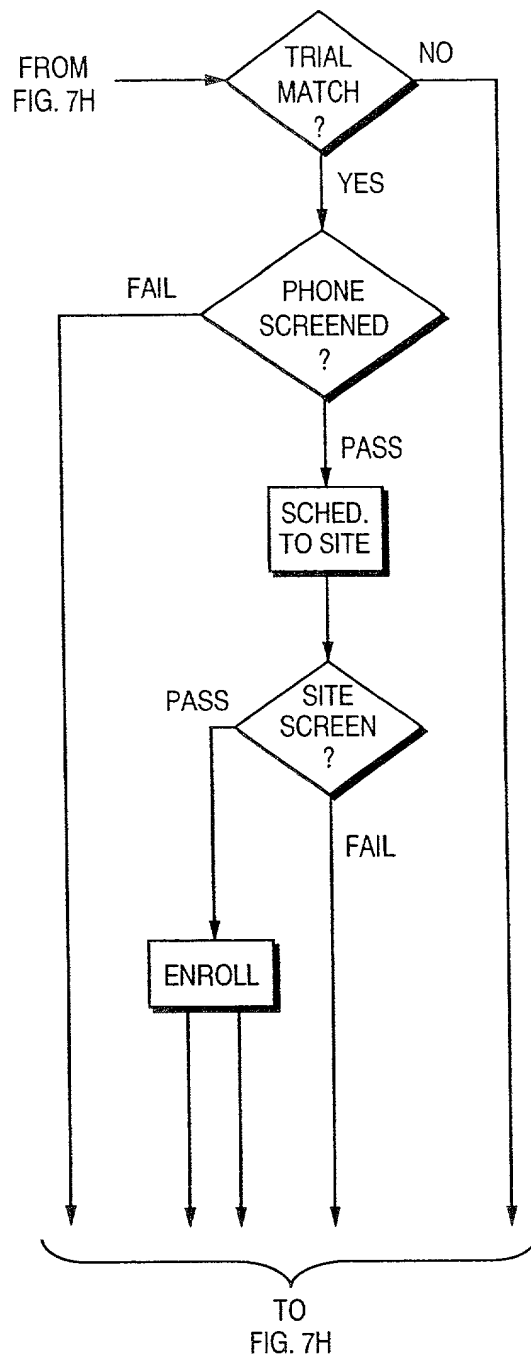 FROM
FIG. 7H
TRIAL
MATCH
?
NO
YES
FAIL
PHONE
SCREENED
?
PASS
SCHED.
TO SITE
PASS
SITE
SCREEN
?
FAIL
ENROLL
TO
FIG. 7H